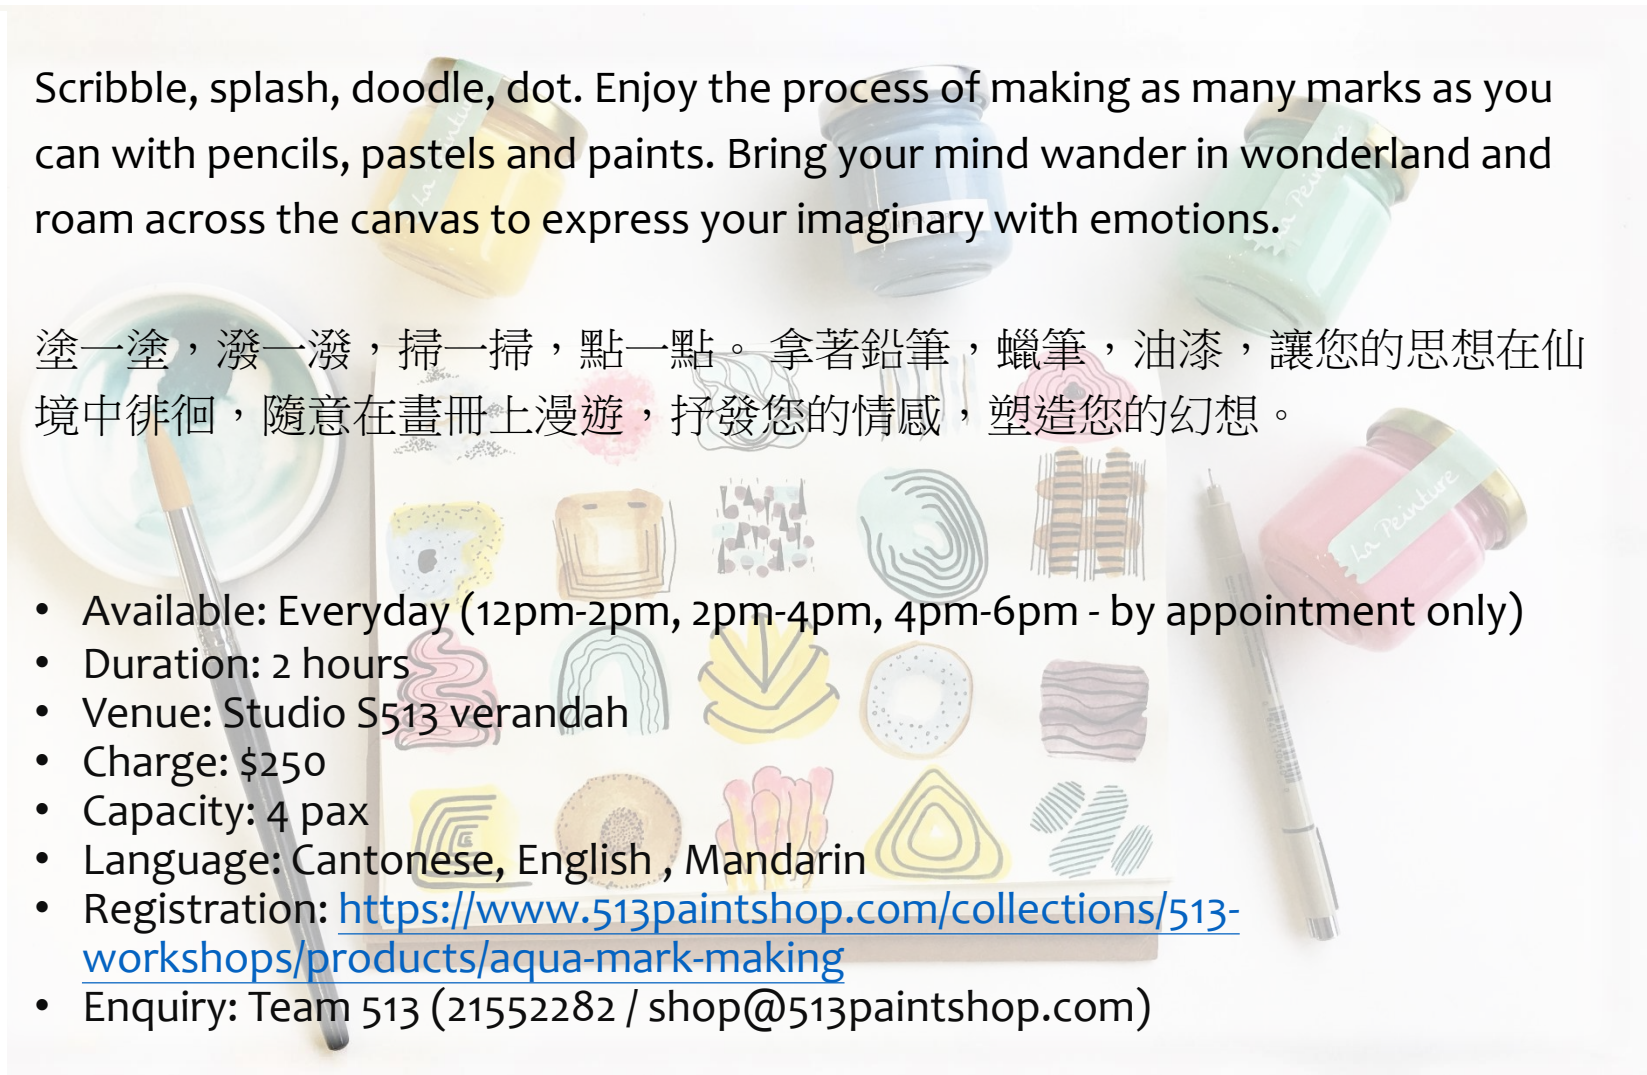 Scribble, splash, doodle, dot. Enjoy the process of making as many marks as you
can with pencils, pastels and paints. Bring your mind wander in wonderland and
roam across the canvas to express your imaginary with emotions.
塗一塗，潑一潑，掃一掃，點一點。 拿著鉛筆，蠟筆，油漆，讓您的思想在仙
境中徘徊，隨意在畫冊上漫遊，抒發您的情感，塑造您的幻想。
• Available: Everyday (12pm-2pm, 2pm-4pm, 4pm-6pm - by appointment only)
• Duration: 2 hours
• Venue: Studio S513 verandah
• Charge: $250
• Capacity: 4 pax
• Language: Cantonese, English , Mandarin
• Registration: https://www.513paintshop.com/collections/513-
workshops/products/aqua-mark-making
• Enquiry: Team 513 (21552282 / shop@513paintshop.com)
La Peinture
La Peinture
La Peinture